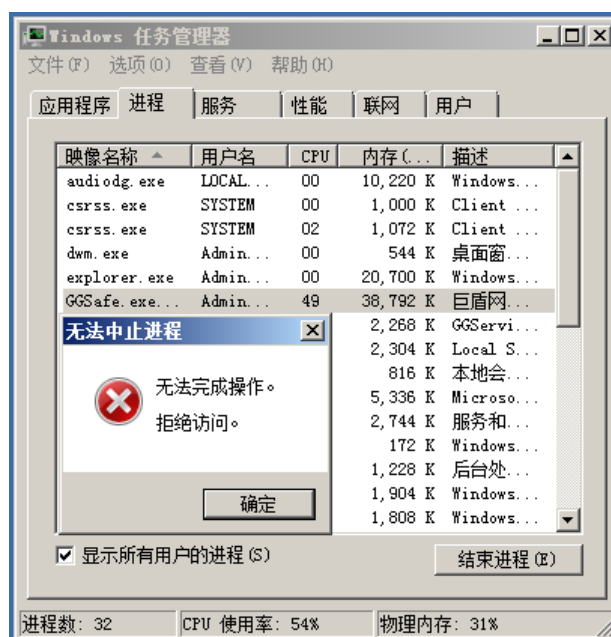 Windows 任务管理器
文件(F) 选项(O) 查看(V) 帮助(H)
应用程序 进程 服务 性能 联网 用户
映像名称 用户名 CPU 内存(... 描述
audiodg.exe LOCAL... 00 10,220 K Windows...
csrss.exe SYSTEM 00 1,000 K Client ...
csrss.exe SYSTEM 02 1,072 K Client ...
dwm.exe Admin... 00 544 K 桌面窗...
explorer.exe Admin... 00 20,700 K Windows...
GGSafe.exe... Admin... 49 38,792 K 巨盾网...
无法中止进程
无法完成操作。
拒绝访问。
确定
2,268 K GGServi...
2,304 K Local S...
816 K 本地会...
5,336 K Microso...
2,744 K 服务和...
172 K Windows...
1,228 K 后台处...
1,904 K Windows...
1,808 K Windows...
显示所有用户的进程(S)
结束进程(E)
进程数: 32 CPU 使用率: 54% 物理内存: 31%